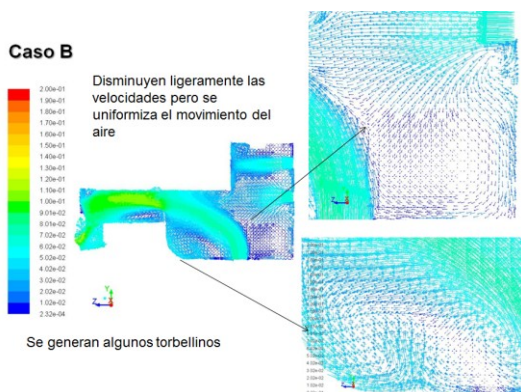 Caso B
Disminuyen ligeramente las
velocidades pero se
uniformiza el movimiento del
aire
2.00e-01
1.90e-01
1.80e-01
1.70e-01
1.60e-01
1.50e-01
1.40e-01
1.30e-01
1.20e-01
1.10e-01
1.00e-01
9.01e-02
8.01e-02
7.01e-02
6.01e-02
5.02e-02
4.02e-02
3.02e-02
2.02e-02
1.02e-02
2.32e-04
Y
Z
Se generan algunos torbellinos